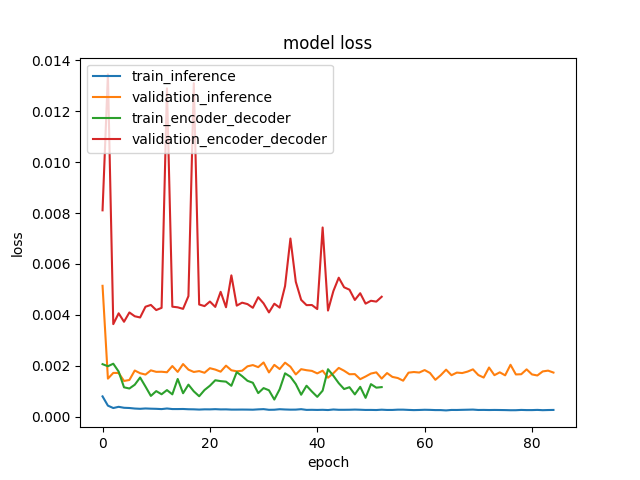 model loss
train_inference
validation_inference
train_encoder_decoder
validation_encoder_decoder
0.014
0.012
0.010
0.008
0.006
0.004
0.002
0.000
loss
0 20 40 60 80
epoch